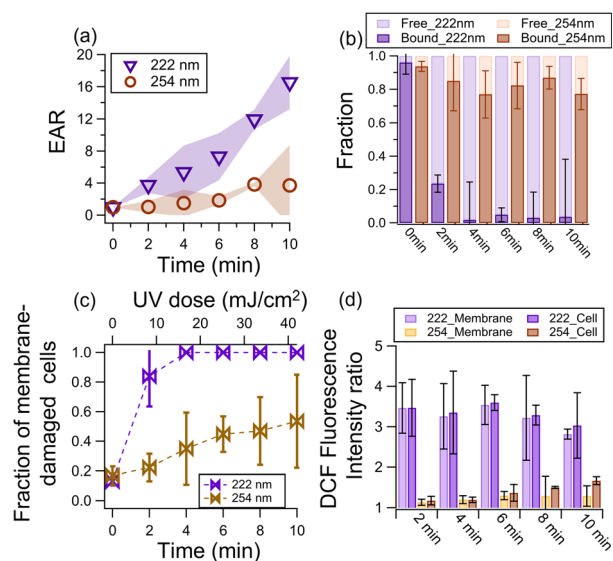 (a)
222 nm
254 nm
EAR
20
16
12
8
4
0
0 2 4 6 8 10
Time (min)
(b)
Free_222nm Free_254nm
Bound_222nm Bound_254nm
Fraction
1.0
0.8
0.6
0.4
0.2
0.0
0min 2min 4min 6min 8min 10min
(c)
UV dose (mJ/cm²)
0 10 20 30 40
Fraction of membrane-
damaged cells
1.0
0.8
0.6
0.4
0.2
0.0
222 nm
254 nm
0 2 4 6 8 10
Time (min)
(d)
222_Membrane 222_Cell
254_Membrane 254_Cell
DCF Fluorescence
Intensity ratio
5
4
3
2
1
2 min 4 min 6 min 8 min 10 min